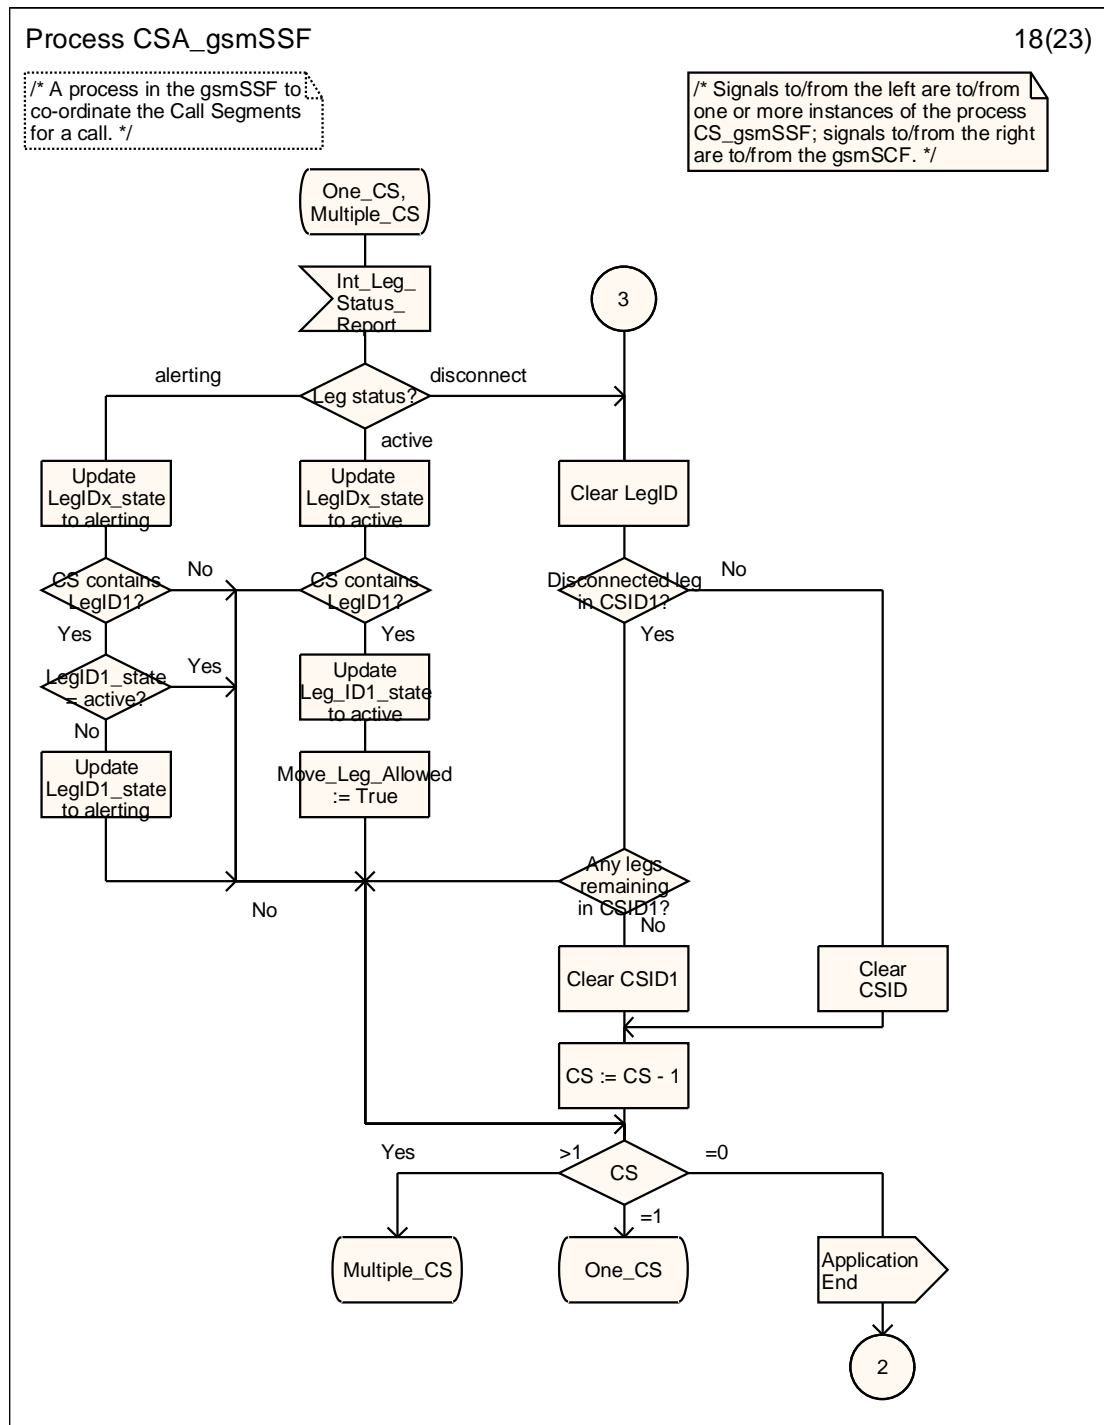 Process CSA_gsmSSF
18(23)
/* A process in the gsmSSF to
co-ordinate the Call Segments
for a call. */
/* Signals to/from the left are to/from
one or more instances of the process
CS_gsmSSF; signals to/from the right
are to/from the gsmSCF. */
One_CS,
Multiple_CS
Int_Leg_
Status_
Report
3
alerting
Leg status?
disconnect
active
Update
LegIDx_state
to alerting
Update
LegIDx_state
to active
Clear LegID
CS contains
LegID1?
No
CS contains
LegID1?
Disconnected leg
in CSID1?
No
Yes
Yes
Yes
LegID1_state
= active?
Yes
Update
Leg_ID1_state
to active
No
Update
LegID1_state
to alerting
Move_Leg_Allowed
:= True
Any legs
remaining
in CSID1?
No
No
Clear CSID1
Clear
CSID
CS := CS - 1
Yes
>1
CS
=0
=1
Multiple_CS
One_CS
Application
End
2